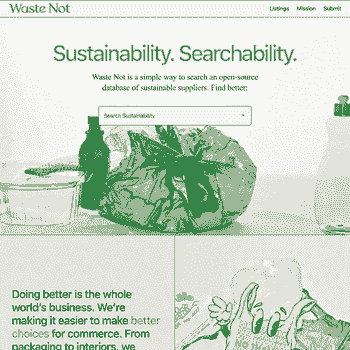 Waste Not
Listings Mission Submit
Sustainability. Searchability.
Waste Not is a simple way to search an open-source
database of sustainable suppliers. Find better:
Search Sustainability
Doing better is the whole
world's business. We're
making it easier to make better
choices for commerce. From
packaging to interiors, we